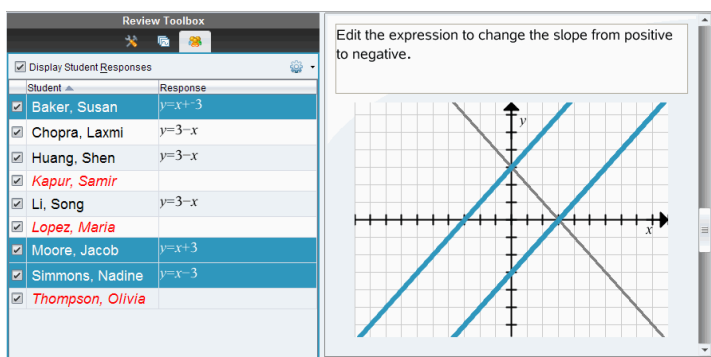 Review Toolbox
Display Student Responses
Student Response
Baker, Susan y=x+⁻3
Chopra, Laxmi y=3−x
Huang, Shen y=3−x
Kapur, Samir
Li, Song y=3−x
Lopez, Maria
Moore, Jacob y=x+3
Simmons, Nadine y=x−3
Thompson, Olivia
Edit the expression to change the slope from positive
to negative.
y
x